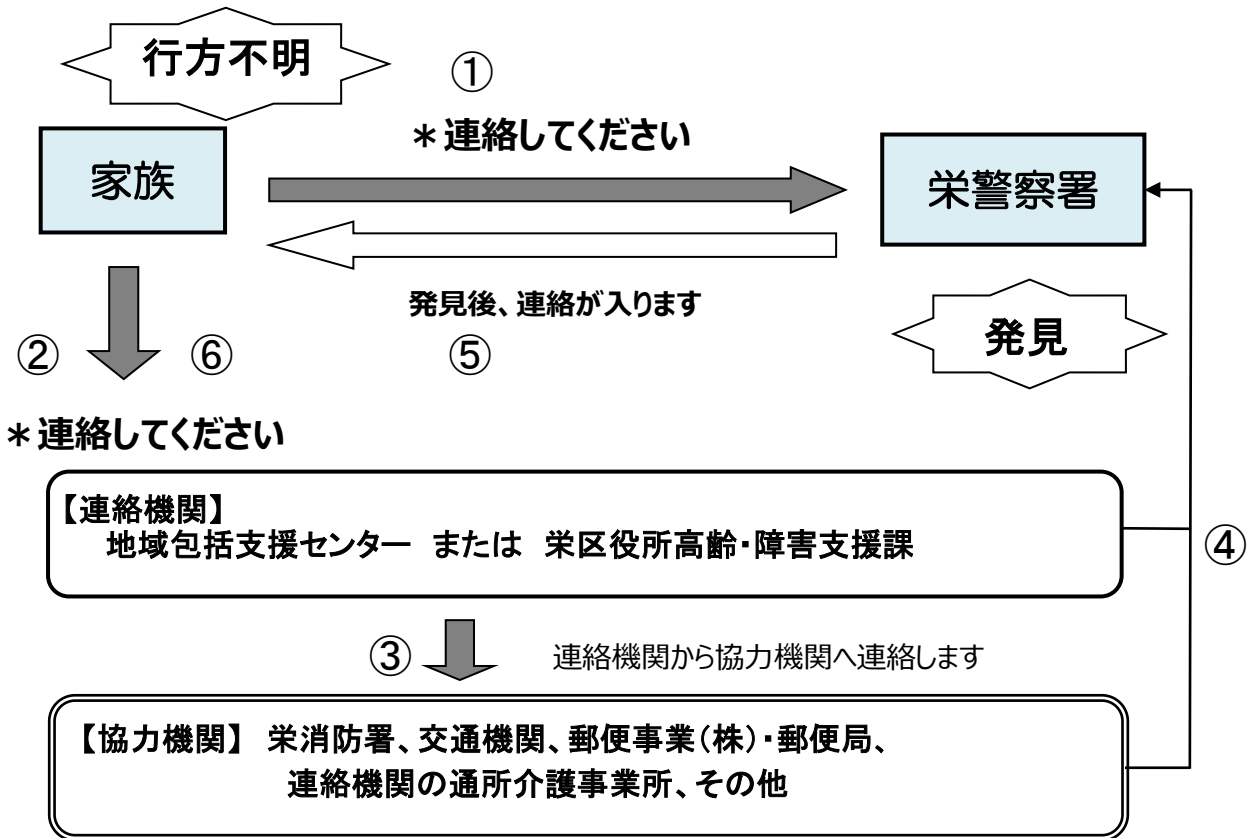 行方不明
①
＊連絡してください
家族
栄警察署
発見後、連絡が入ります
⑤
発見
②
⑥
＊連絡してください
【連絡機関】
地域包括支援センター または 栄区役所高齢・障害支援課
④
③
連絡機関から協力機関へ連絡します
【協力機関】 栄消防署、交通機関、郵便事業（株）・郵便局、
連絡機関の通所介護事業所、その他